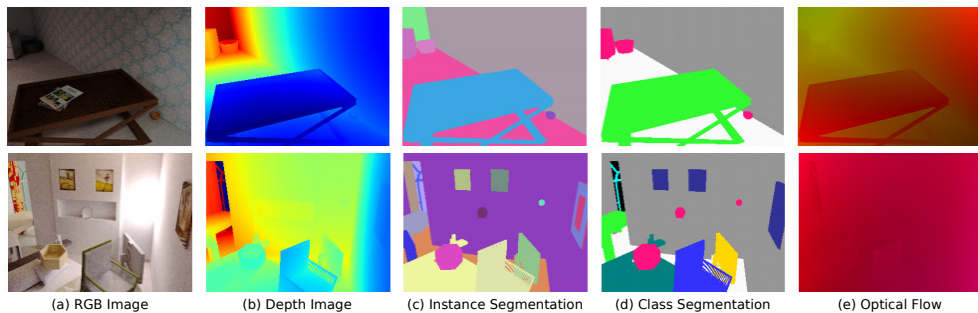 (a) RGB Image
(b) Depth Image
(c) Instance Segmentation
(d) Class Segmentation
(e) Optical Flow